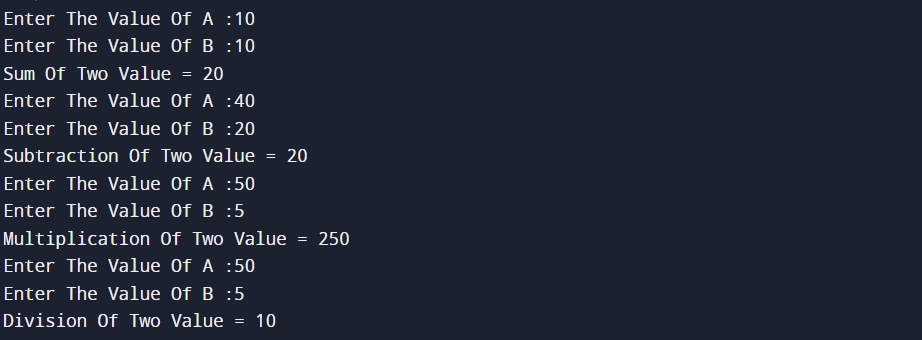 Enter The Value Of A :10
Enter The Value Of B :10
Sum Of Two Value = 20
Enter The Value Of A :40
Enter The Value Of B :20
Subtraction Of Two Value = 20
Enter The Value Of A :50
Enter The Value Of B :5
Multiplication Of Two Value = 250
Enter The Value Of A :50
Enter The Value Of B :5
Division Of Two Value = 10